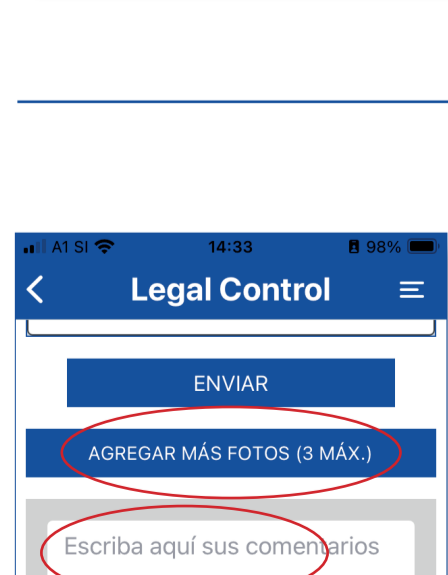 A1 SI 14:33 98%
Legal Control
ENVIAR
AGREGAR MÁS FOTOS (3 MÁX.)
Escriba aquí sus comentarios